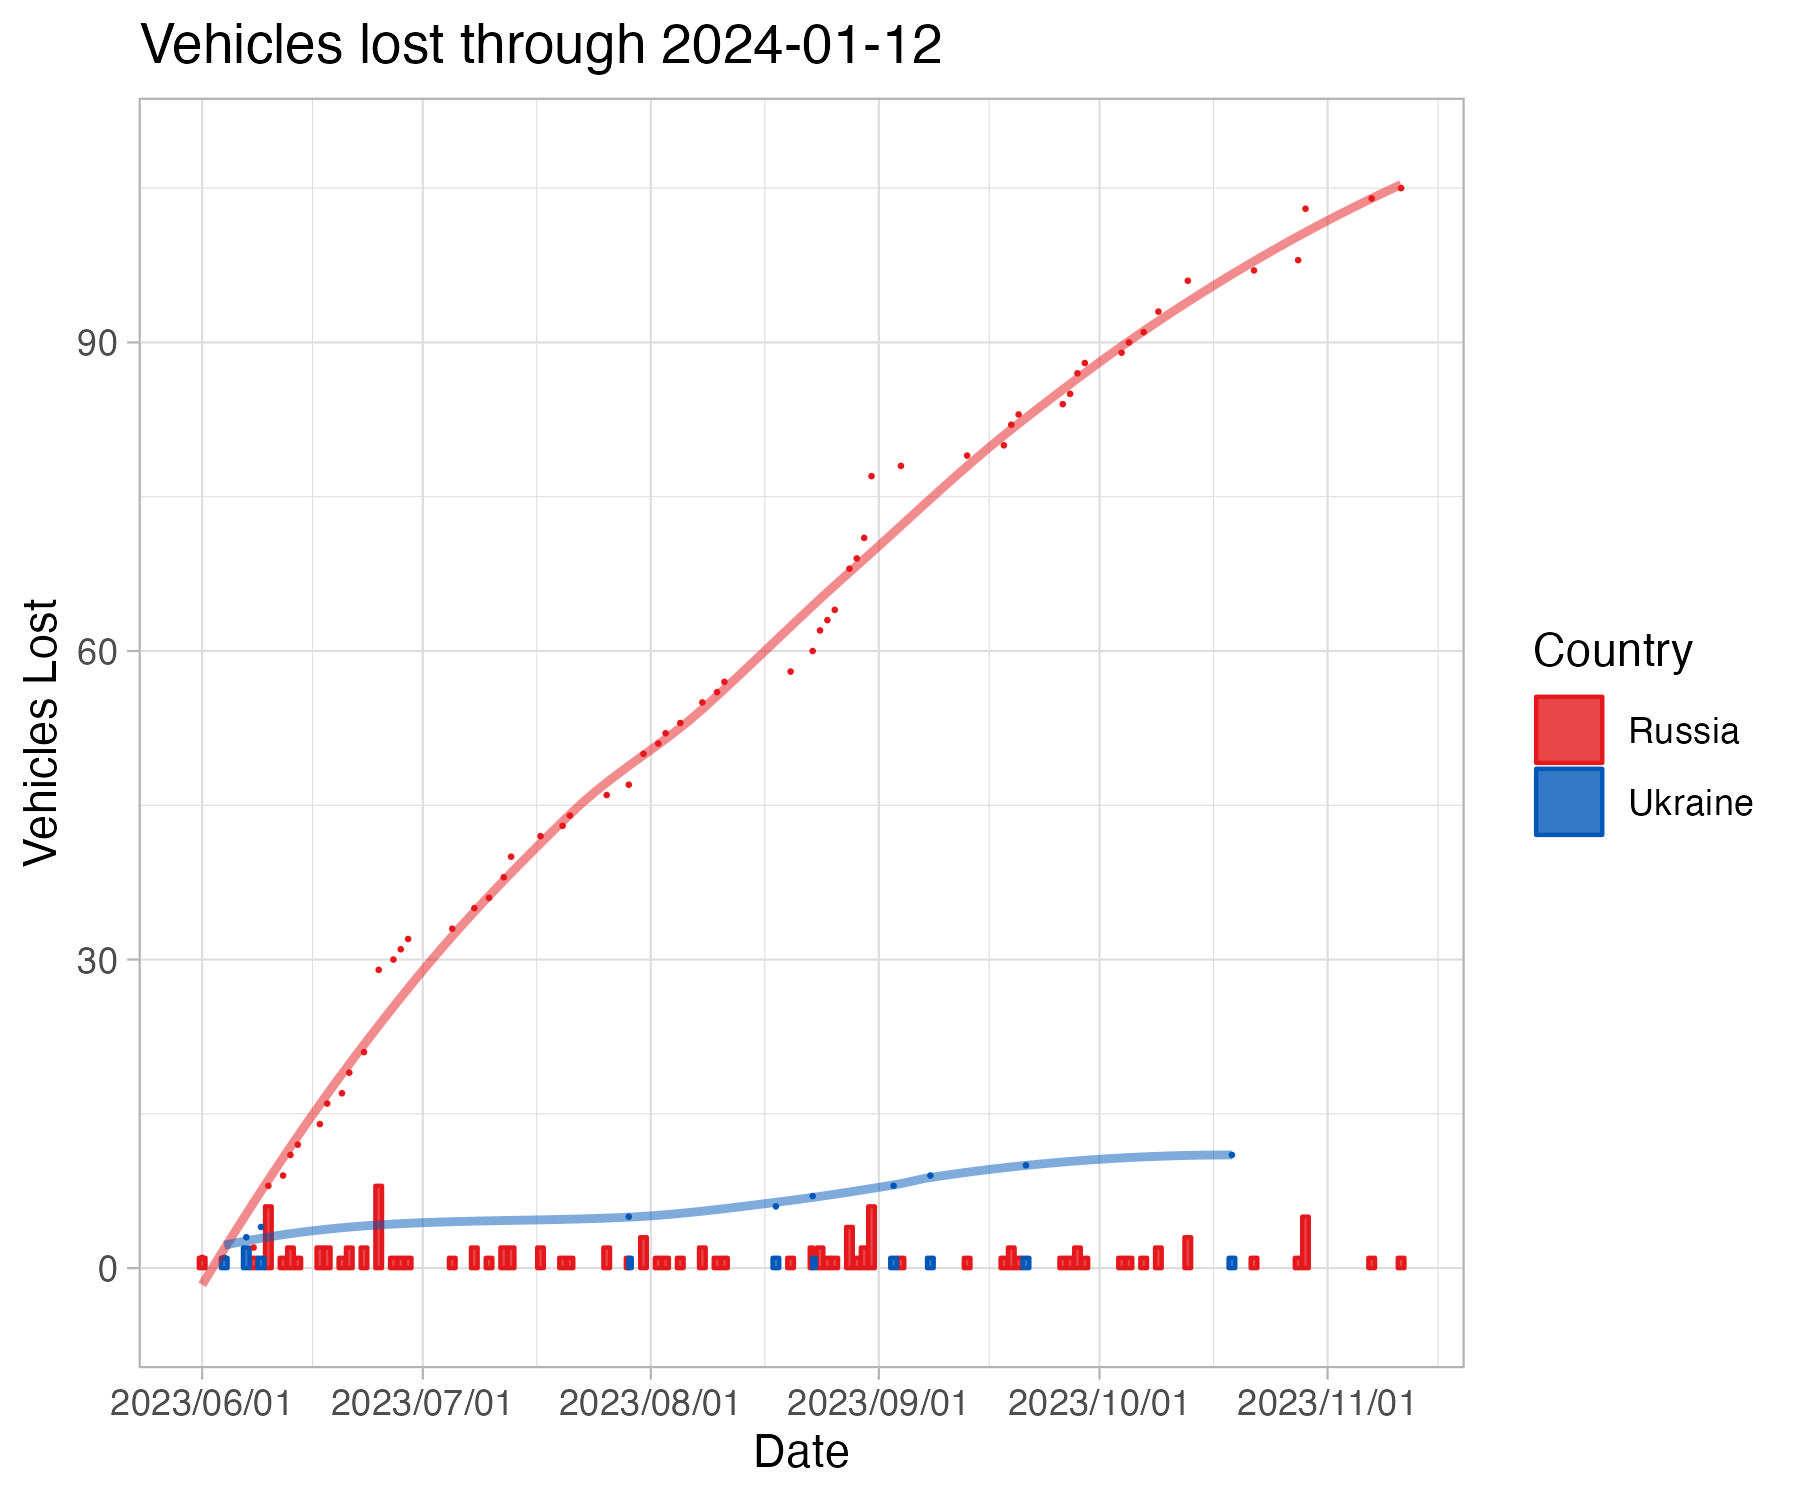 Vehicles lost through 2024-01-12
Vehicles Lost
90
60
30
0
2023/06/01 2023/07/01 2023/08/01 2023/09/01 2023/10/01 2023/11/01
Date
Country
Russia
Ukraine